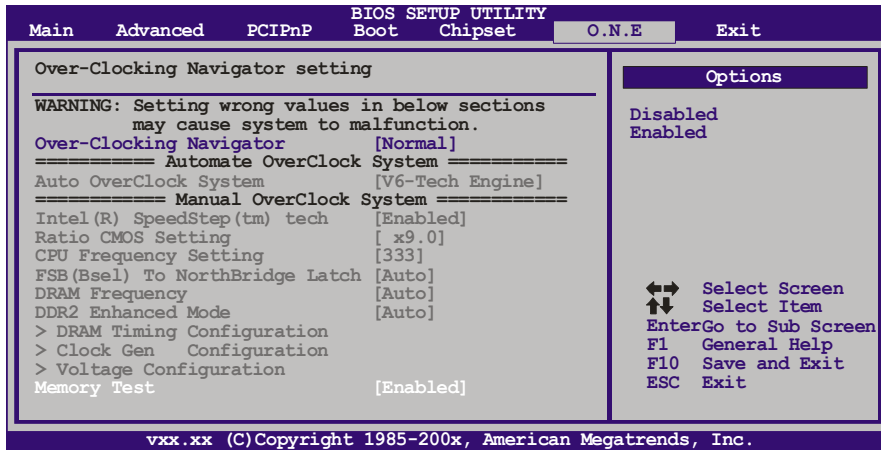 BIOS SETUP UTILITY
Main Advanced PCIPnP Boot Chipset O.N.E Exit
Over-Clocking Navigator setting
WARNING: Setting wrong values in below sections
may cause system to malfunction.
Over-Clocking Navigator [Normal]
=========== Automate OverClock System ===========
Auto OverClock System [V6-Tech Engine]
============ Manual OverClock System ============
Intel(R) SpeedStep(tm) tech [Enabled]
Ratio CMOS Setting [ x9.0]
CPU Frequency Setting [333]
FSB(Bsel) To NorthBridge Latch [Auto]
DRAM Frequency [Auto]
DDR2 Enhanced Mode [Auto]
> DRAM Timing Configuration
> Clock Gen Configuration
> Voltage Configuration
Memory Test [Enabled]
Options
Disabled
Enabled
Select Screen
Select Item
EnterGo to Sub Screen
F1 General Help
F10 Save and Exit
ESC Exit
vxx.xx (C)Copyright 1985-200x, American Megatrends, Inc.